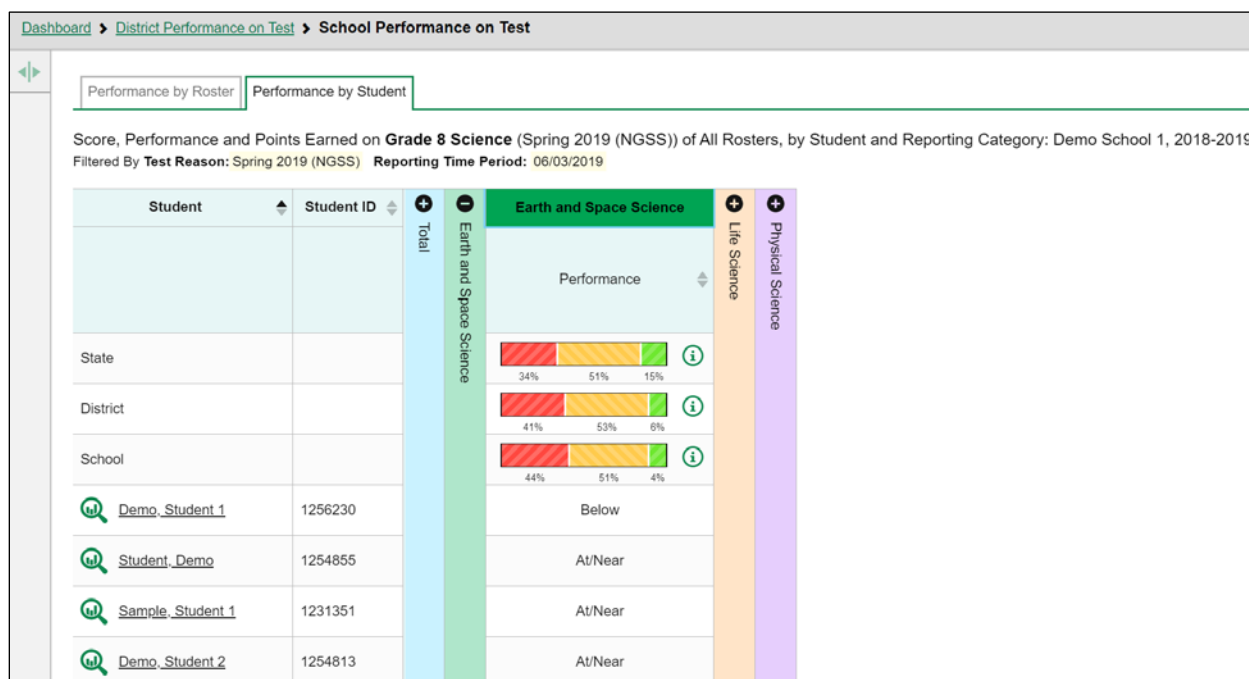 Dashboard > District Performance on Test > School Performance on Test
Performance by Roster Performance by Student
Score, Performance and Points Earned on Grade 8 Science (Spring 2019 (NGSS)) of All Rosters, by Student and Reporting Category: Demo School 1, 2018-2019
Filtered By Test Reason: Spring 2019 (NGSS) Reporting Time Period: 06/03/2019
Student Student ID Total Earth and Space Science Earth and Space Science Life Science Physical Science
Performance
State
34% 51% 15%
District
41% 53% 6%
School
44% 51% 4%
Demo, Student 1 1256230 Below
Student, Demo 1254855 At/Near
Sample, Student 1 1231351 At/Near
Demo, Student 2 1254813 At/Near